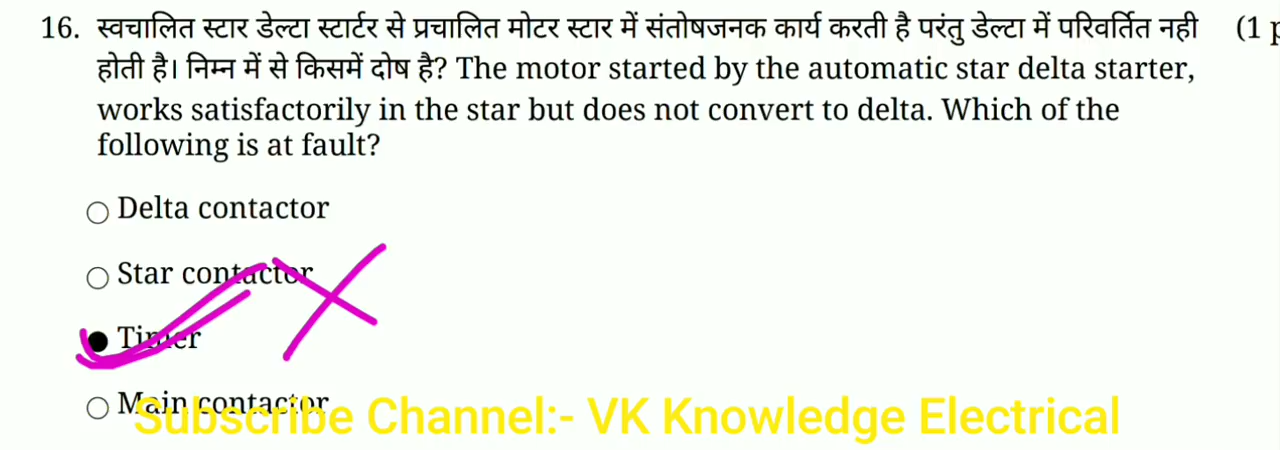 16. स्वचालित स्टार डेल्टा स्टार्टर से प्रचालित मोटर स्टार में संतोषजनक कार्य करती है परंतु डेल्टा में परिवर्तित नही (1 p
होती है। निम्न में से किसमें दोष है? The motor started by the automatic star delta starter,
works satisfactorily in the star but does not convert to delta. Which of the
following is at fault?
Delta contactor
Star contactor
Timer
Main contactor
Subscribe Channel:- VK Knowledge Electrical